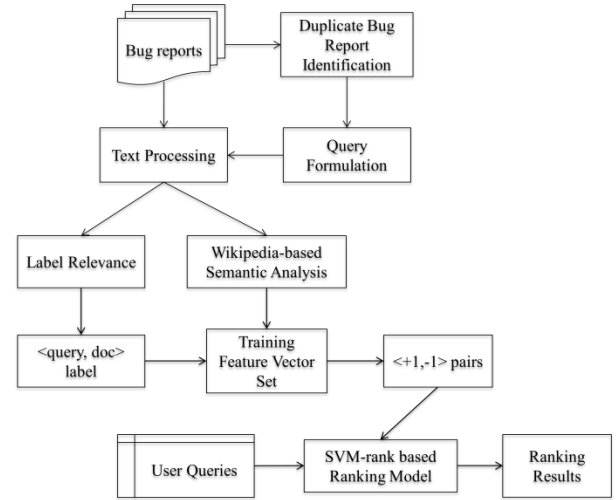 Bug reports
Duplicate Bug
Report
Identification
Text Processing
Query
Formulation
Label Relevance
Wikipedia-based
Semantic Analysis
<query, doc>
label
Training
Feature Vector
Set
<+1,-1> pairs
User Queries
SVM-rank based
Ranking Model
Ranking
Results